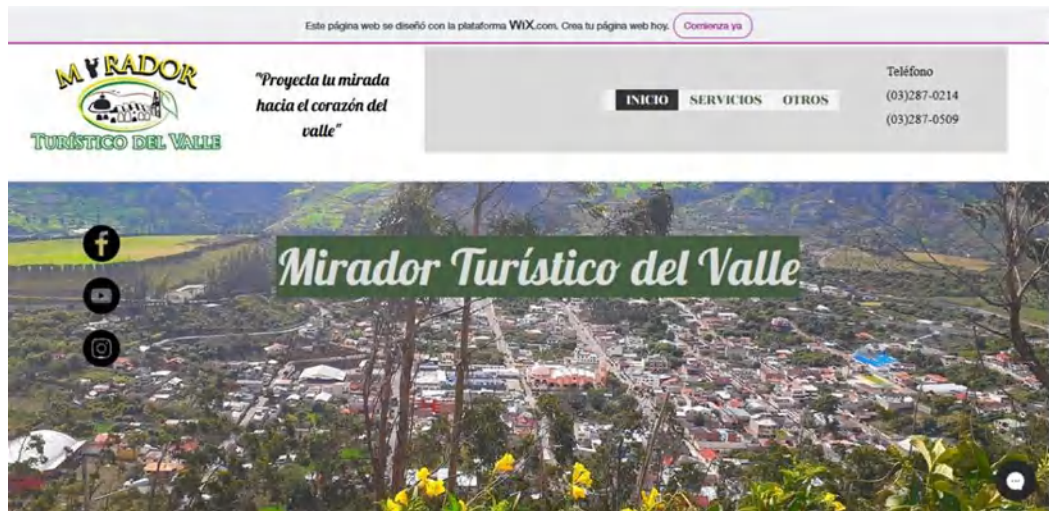 Este página web se diseñó con la plataforma WiX.com. Crea tu página web hoy. Comienza ya
MIRADOR
TURÍSTICO DEL VALLE
"Proyecta tu mirada
hacia el corazón del
valle"
INICIO SERVICIOS OTROS
Teléfono
(03)287-0214
(03)287-0509
Mirador Turístico del Valle